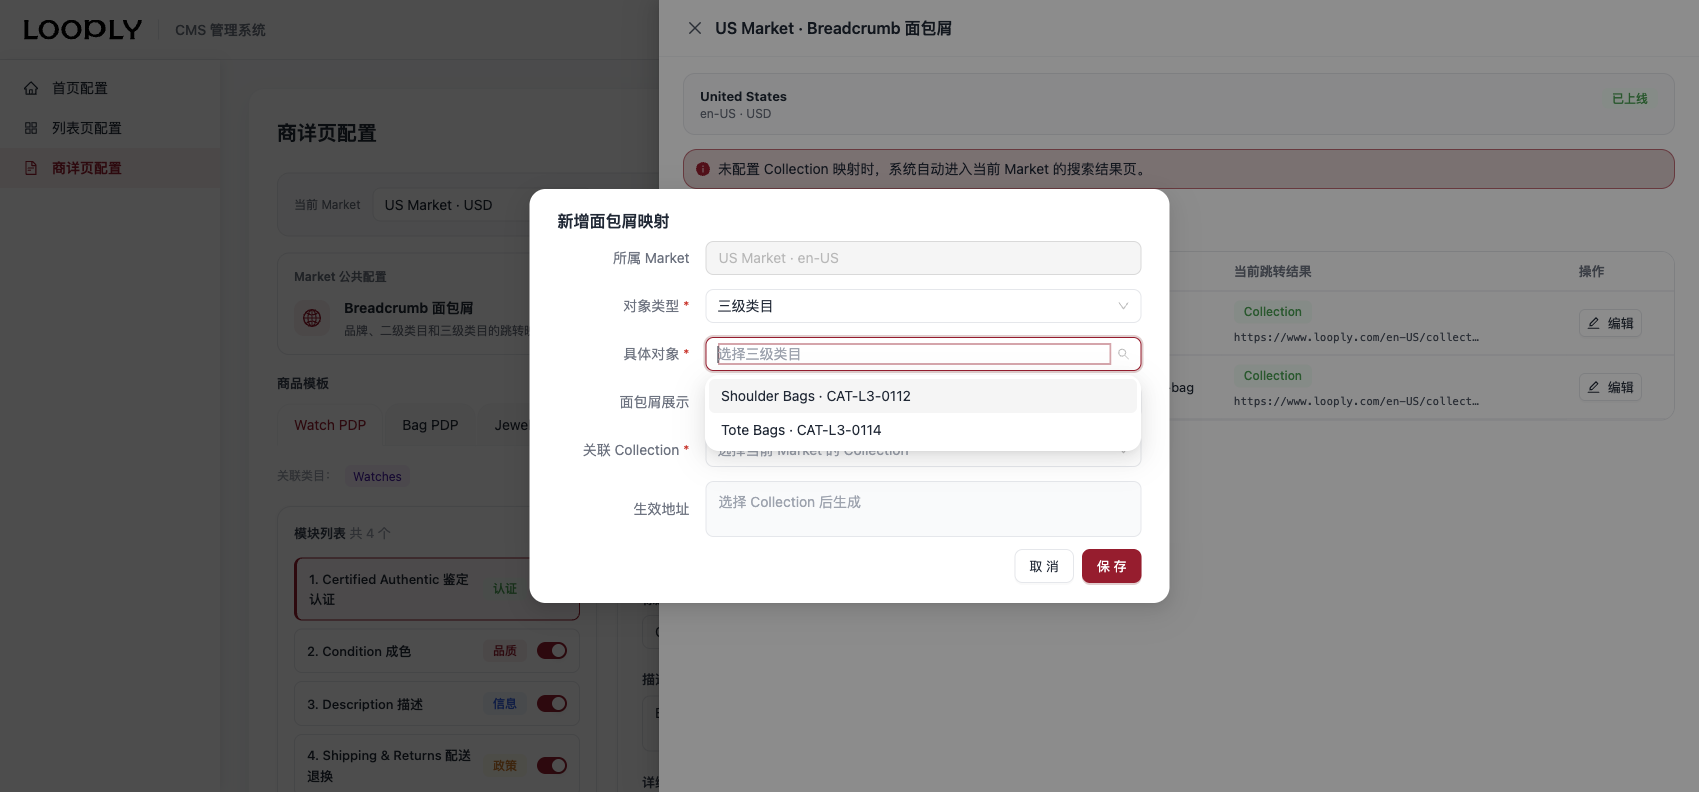 LOOPLY
CMS 管理系统
US Market · Breadcrumb 面包屑
首页配置
列表页配置
商详页配置
商详页配置
当前 Market
US Market · USD
Market 公共配置
Breadcrumb 面包屑
品牌、二级类目和三级类目的跳转
商品模板
Watch PDP
Bag PDP
关联类目：
Watches
模块列表 共 4 个
1. Certified Authentic 鉴定
认证
认证
2. Condition 成色
品质
3. Description 描述
信息
4. Shipping & Returns 配送
退换
政策
United States
en-US · USD
已上线
未配置 Collection 映射时，系统自动进入当前 Market 的搜索结果页。
当前跳转结果
操作
Collection
https://www.looply.com/en-US/collect…
编辑
-bag
Collection
https://www.looply.com/en-US/collect…
编辑
新增面包屑映射
所属 Market
US Market · en-US
对象类型 *
三级类目
具体对象 *
选择三级类目
Shoulder Bags · CAT-L3-0112
Tote Bags · CAT-L3-0114
面包屑展示
关联 Collection *
选择当前 Market 的 Collection
生效地址
选择 Collection 后生成
取 消
保 存